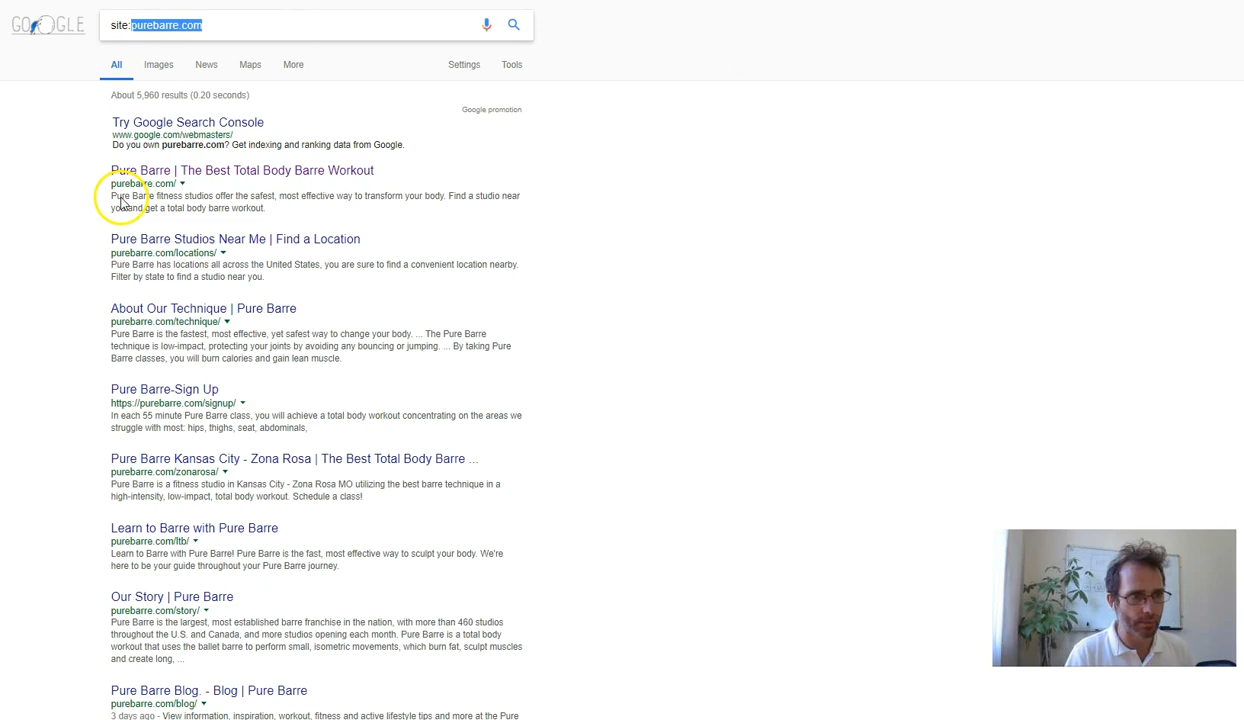 GOOGLE
site:purebarre.com
All Images News Maps More Settings Tools
About 5,960 results (0.20 seconds)
Google promotion
Try Google Search Console
www.google.com/webmasters/
Do you own purebarre.com? Get indexing and ranking data from Google.
Pure Barre | The Best Total Body Barre Workout
purebarre.com/
Pure Barre fitness studios offer the safest, most effective way to transform your body. Find a studio near
you and get a total body barre workout.
Pure Barre Studios Near Me | Find a Location
purebarre.com/locations/
Pure Barre has locations all across the United States, you are sure to find a convenient location nearby.
Filter by state to find a studio near you.
About Our Technique | Pure Barre
purebarre.com/technique/
Pure Barre is the fastest, most effective, yet safest way to change your body. ... The Pure Barre
technique is low-impact, protecting your joints by avoiding any bouncing or jumping. ... By taking Pure
Barre classes, you will burn calories and gain lean muscle.
Pure Barre-Sign Up
https://purebarre.com/signup/
In each 55 minute Pure Barre class, you will achieve a total body workout concentrating on the areas we
struggle with most: hips, thighs, seat, abdominals,
Pure Barre Kansas City - Zona Rosa | The Best Total Body Barre ...
purebarre.com/zonarosa/
Pure Barre is a fitness studio in Kansas City - Zona Rosa MO utilizing the best barre technique in a
high-intensity, low-impact, total body workout. Schedule a class!
Learn to Barre with Pure Barre
purebarre.com/ltb/
Learn to Barre with Pure Barre! Pure Barre is the fast, most effective way to sculpt your body. We're
here to be your guide throughout your Pure Barre journey.
Our Story | Pure Barre
purebarre.com/story/
Pure Barre is the largest, most established barre franchise in the nation, with more than 460 studios
throughout the U.S. and Canada, and more studios opening each month. Pure Barre is a total body
workout that uses the ballet barre to perform small, isometric movements, which burn fat, sculpt muscles
and create long, ...
Pure Barre Blog. - Blog | Pure Barre
purebarre.com/blog/
3 days ago - View information, inspiration, workout, fitness and active lifestyle tips and more at the Pure